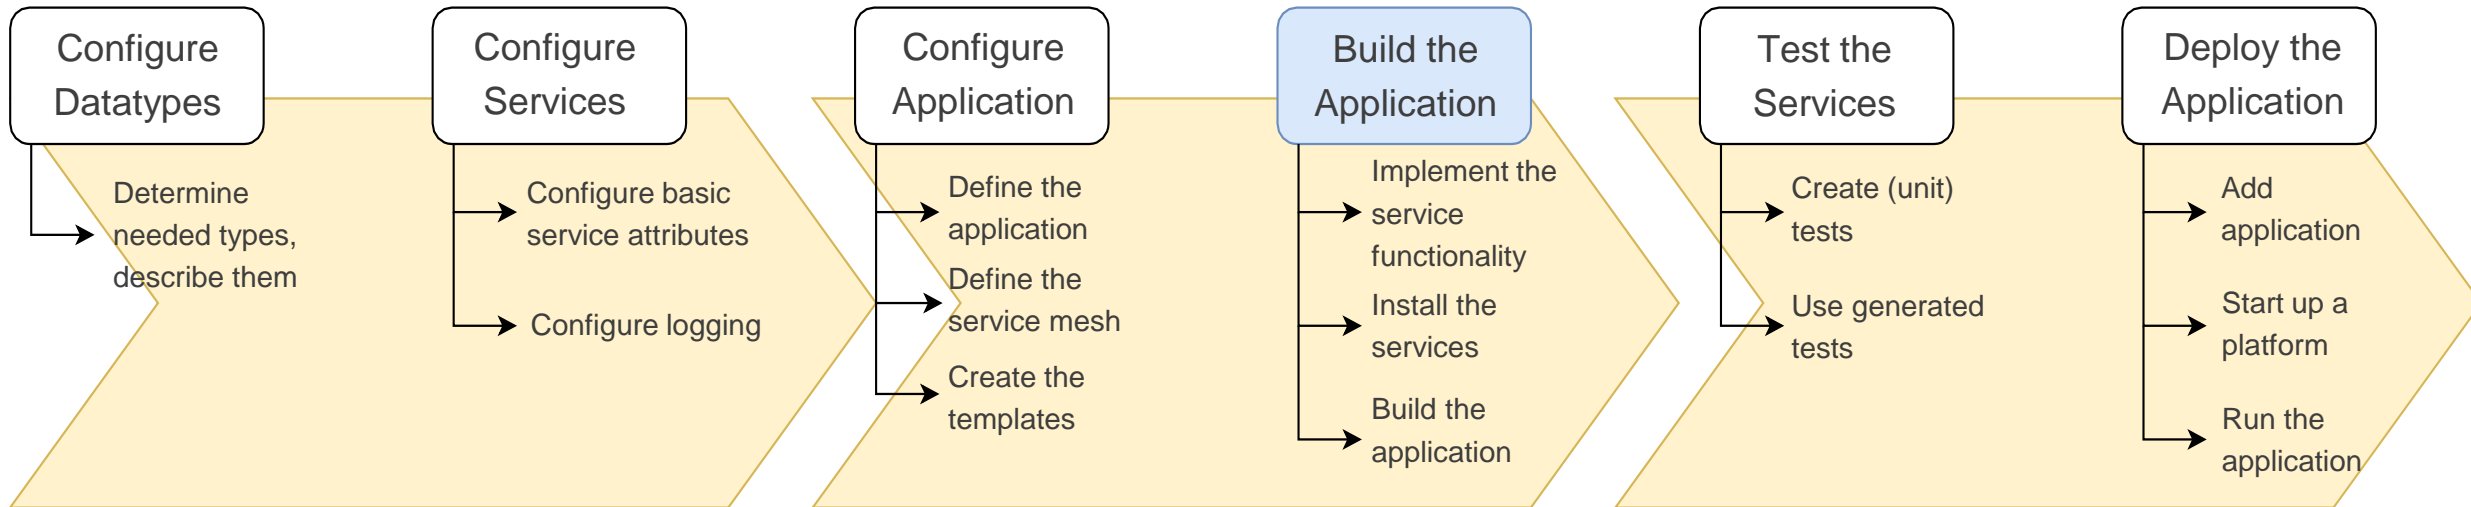 Configure
Datatypes
Determine
needed types,
describe them
Configure
Services
Configure basic
service attributes
Configure logging
Configure
Application
Define the
application
Define the
service mesh
Create the
templates
Build the
Application
Implement the
service
functionality
Install the
services
Build the
application
Test the
Services
Create (unit)
tests
Use generated
tests
Deploy the
Application
Add
application
Start up a
platform
Run the
application